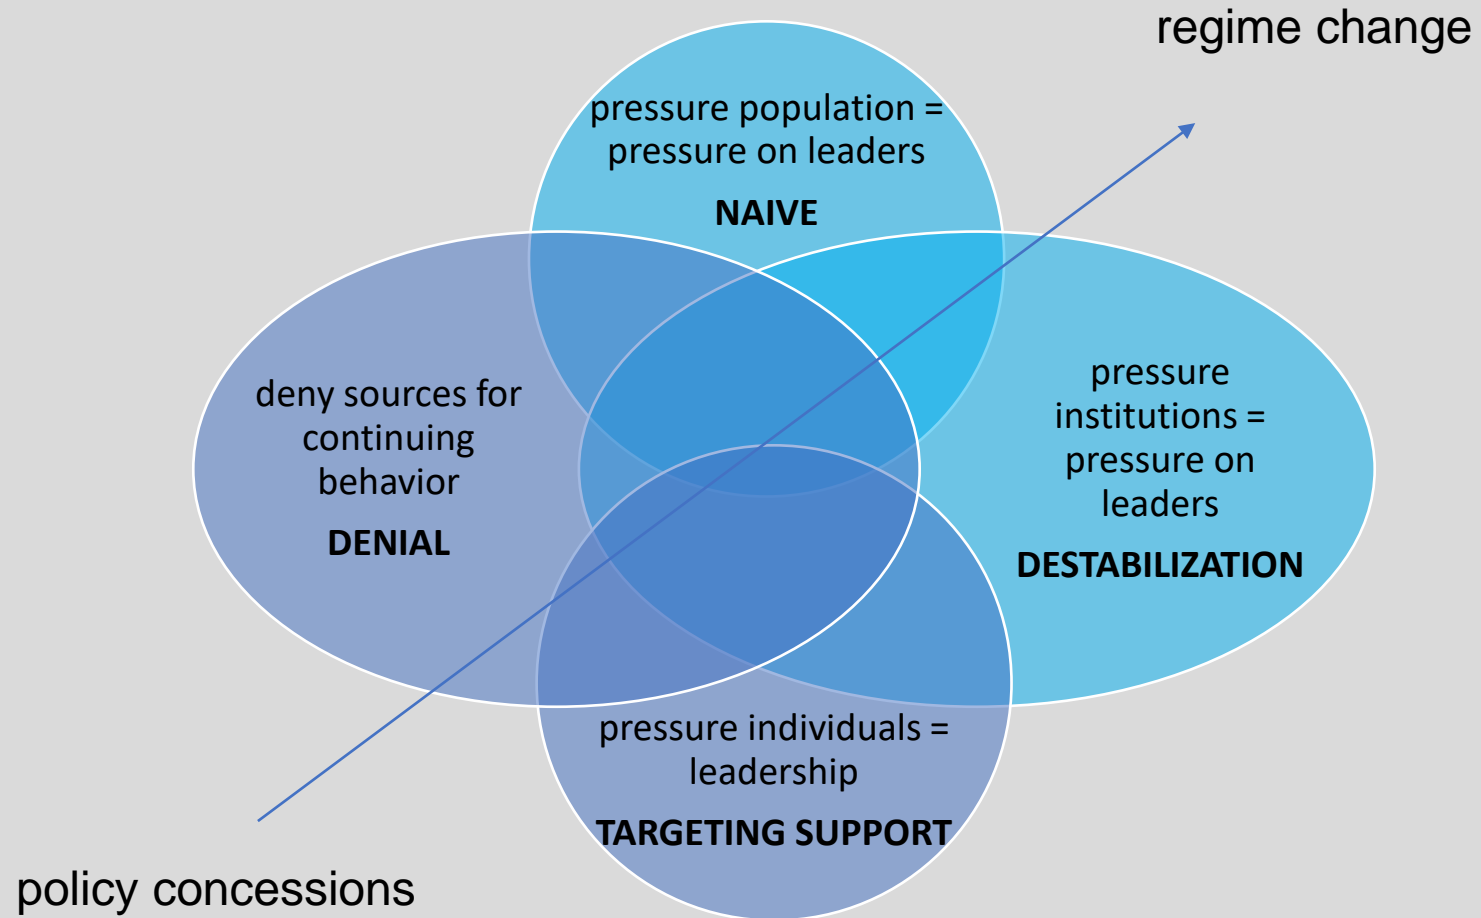 regime change
pressure population =
pressure on leaders
NAIVE
deny sources for
continuing
behavior
DENIAL
pressure
institutions =
pressure on
leaders
DESTABILIZATION
pressure individuals =
leadership
TARGETING SUPPORT
policy concessions